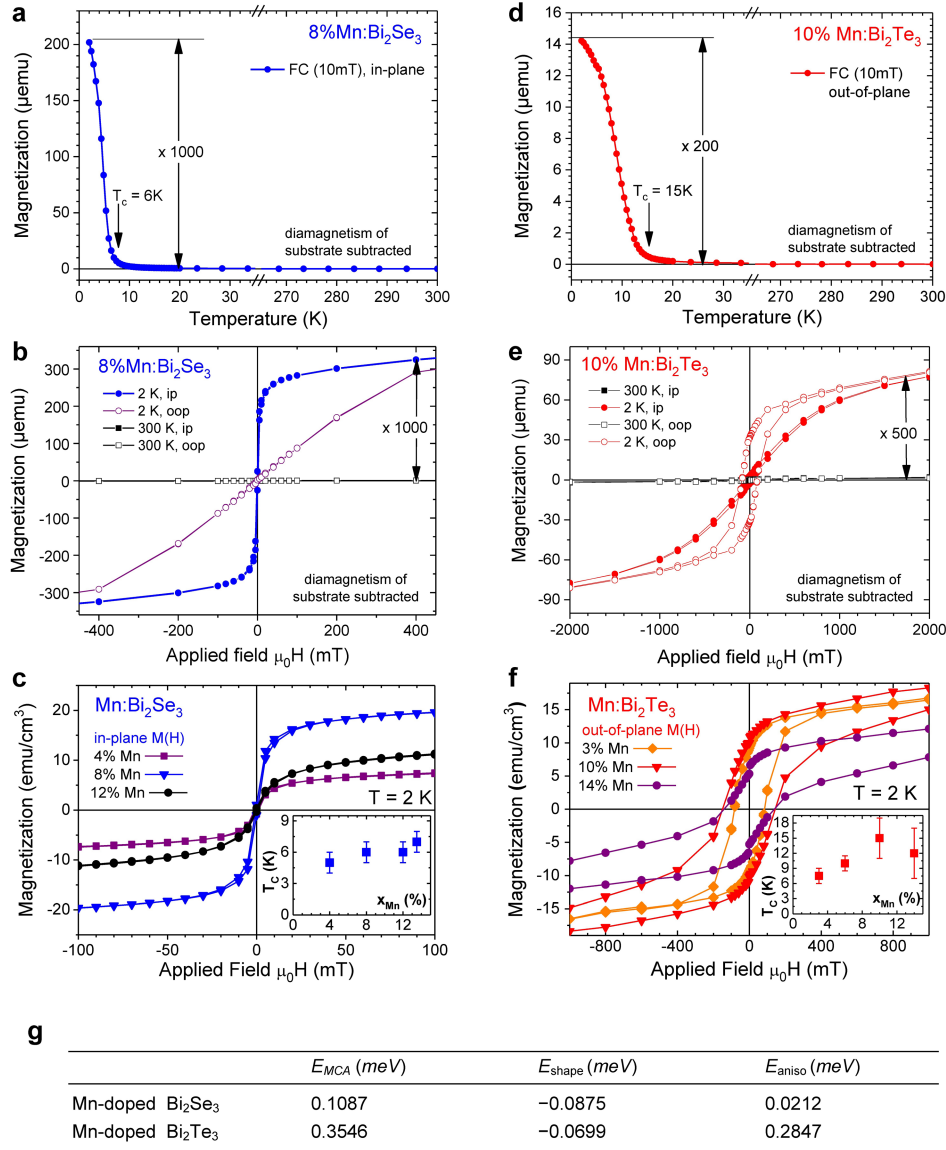 a
8%Mn:Bi₂Se₃
FC (10mT), in-plane
x 1000
T_c = 6K
diamagnetism of
substrate subtracted
Magnetization (µemu)
200
150
100
50
0
0 10 20 30 270 280 290 300
Temperature (K)
d
10% Mn:Bi₂Te₃
FC (10mT)
out-of-plane
x 200
T_c = 15K
diamagnetism of
substrate subtracted
Magnetization (µemu)
16
14
12
10
8
6
4
2
0
0 10 20 30 270 280 290 300
Temperature (K)
b
8%Mn:Bi₂Se₃
2 K, ip
2 K, oop
300 K, ip
300 K, oop
x 1000
diamagnetism of
substrate subtracted
Magnetization (µemu)
300
200
100
0
-100
-200
-300
-400 -200 0 200 400
Applied field µ₀H (mT)
e
10% Mn:Bi₂Te₃
300 K, ip
2 K, ip
300 K, oop
2 K, oop
x 500
diamagnetism of
substrate subtracted
Magnetization (µemu)
90
60
30
0
-30
-60
-90
-2000 -1000 0 1000 2000
Applied field µ₀H (mT)
c
Mn:Bi₂Se₃
in-plane M(H)
4% Mn
8% Mn
12% Mn
T = 2 K
Magnetization (emu/cm³)
20
10
0
-10
-20
-100 -50 0 50 100
Applied Field µ₀H (mT)
T_C (K)
9
6
3
0
0 4 8 12
x_Mn (%)
f
Mn:Bi₂Te₃
out-of-plane M(H)
3% Mn
10% Mn
14% Mn
T = 2 K
Magnetization (emu/cm³)
15
10
5
0
-5
-10
-15
-800 -400 0 400 800
Applied Field µ₀H (mT)
T_C (K)
18
15
12
9
6
3
0
0 4 8 12
x_Mn (%)
g
E_MCA (meV) E_shape (meV) E_aniso (meV)
Mn-doped Bi₂Se₃ 0.1087 −0.0875 0.0212
Mn-doped Bi₂Te₃ 0.3546 −0.0699 0.2847